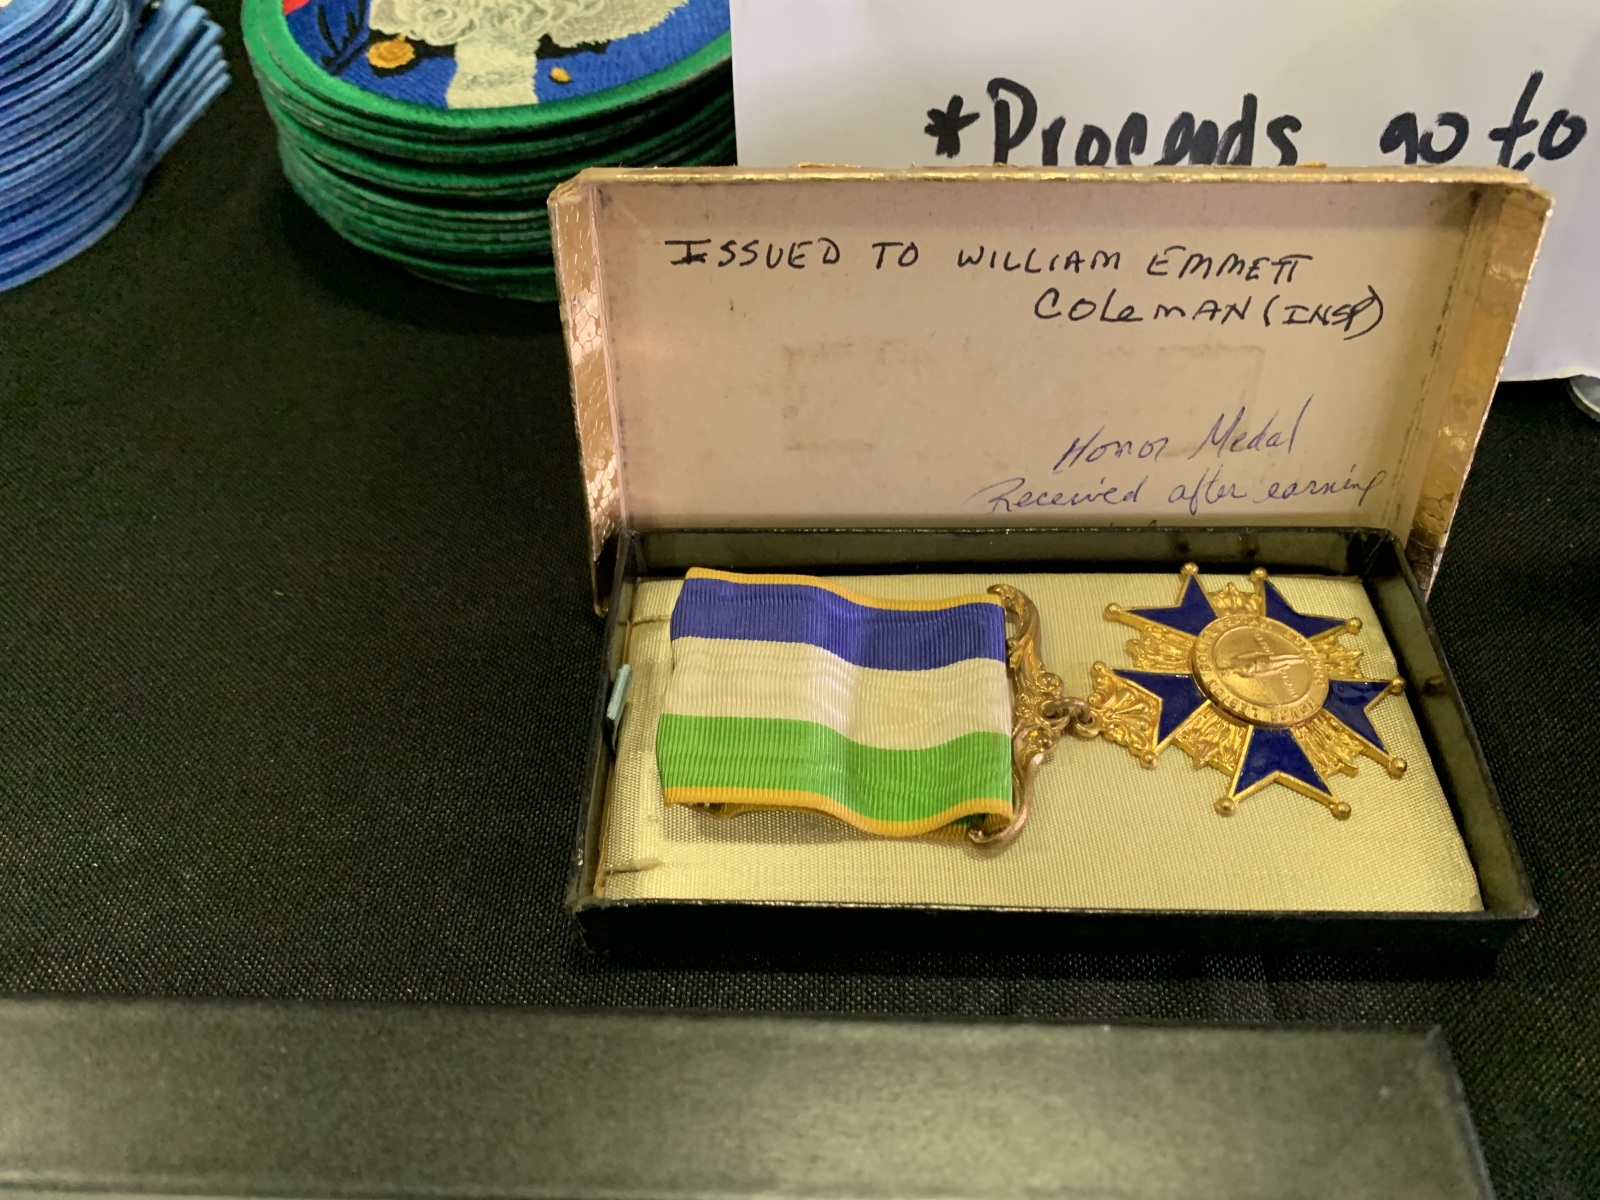 *Proceeds go to
ISSUED TO WILLIAM EMMETT
COLEMAN (INSP)
Honor Medal
Received after earning